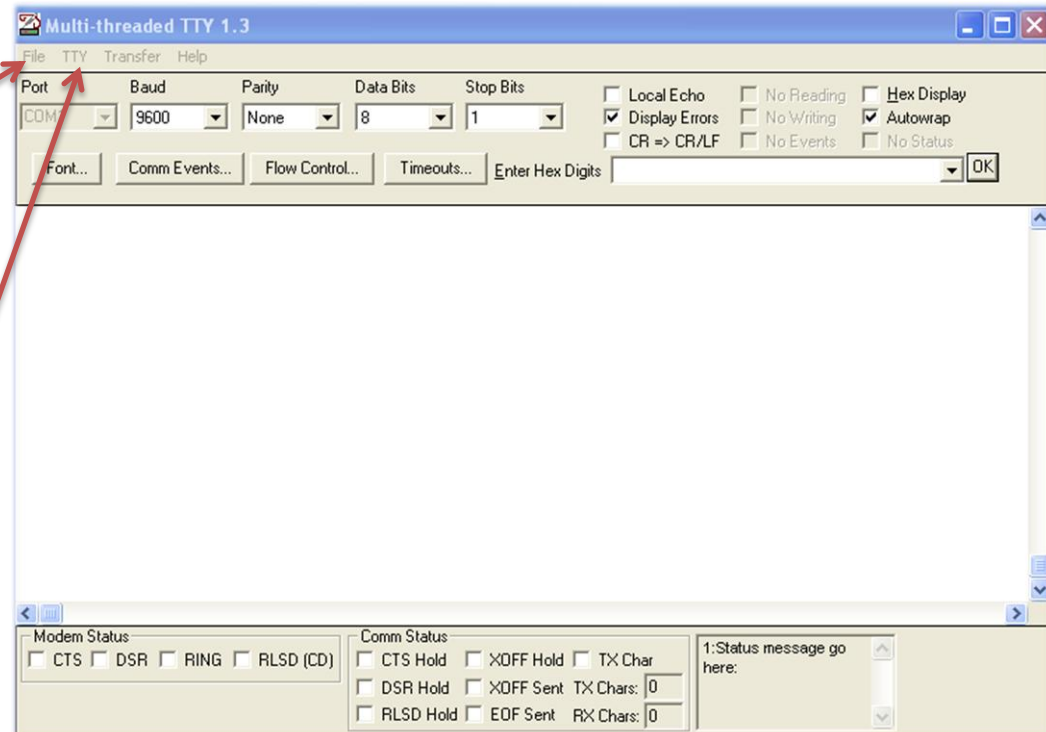 Multi-threaded TTY 1.3
File TTY Transfer Help
Port Baud Parity Data Bits Stop Bits
COM 9600 None 8 1
Local Echo No Reading Hex Display
Display Errors No Writing Autowrap
CR => CR/LF No Events No Status
Font... Comm Events... Flow Control... Timeouts... Enter Hex Digits OK
Modem Status
CTS DSR RING RLSD (CD)
Comm Status
CTS Hold XOFF Hold TX Char
DSR Hold XOFF Sent TX Chars: 0
RLSD Hold EOF Sent RX Chars: 0
1:Status message go
here: